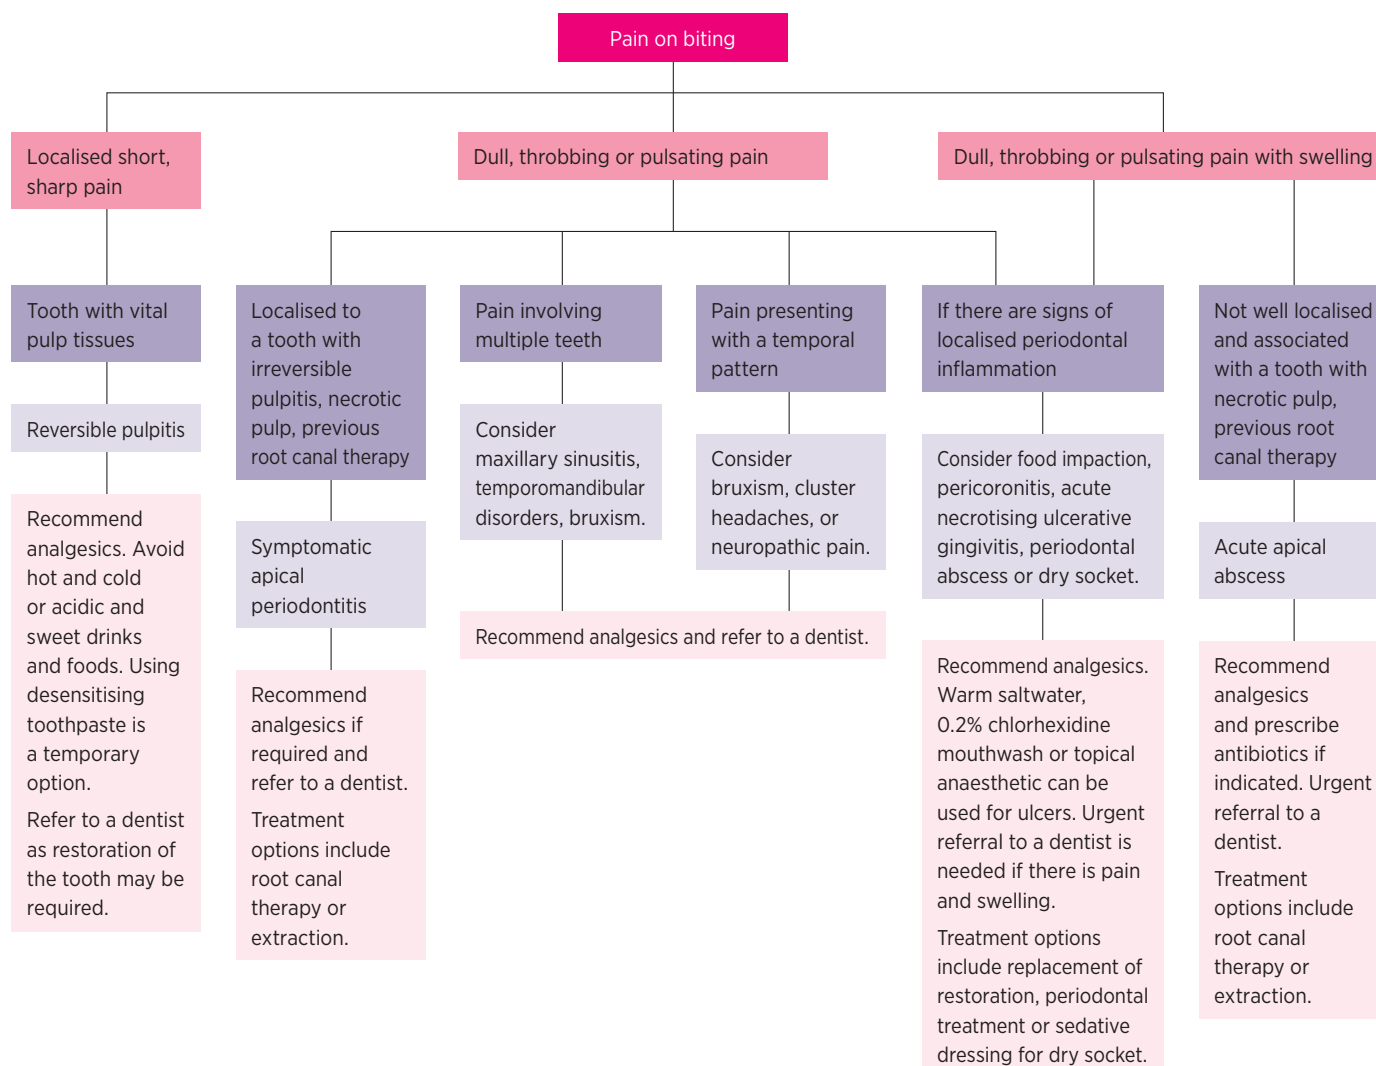 Pain on biting
Localised short,
sharp pain
Dull, throbbing or pulsating pain
Dull, throbbing or pulsating pain with swelling
Tooth with vital
pulp tissues
Reversible pulpitis
Recommend
analgesics. Avoid
hot and cold
or acidic and
sweet drinks
and foods. Using
desensitising
toothpaste is
a temporary
option.
Refer to a dentist
as restoration of
the tooth may be
required.
Localised to
a tooth with
irreversible
pulpitis, necrotic
pulp, previous
root canal therapy
Symptomatic
apical
periodontitis
Recommend
analgesics if
required and
refer to a dentist.
Treatment
options include
root canal
therapy or
extraction.
Pain involving
multiple teeth
Consider
maxillary sinusitis,
temporomandibular
disorders, bruxism.
Pain presenting
with a temporal
pattern
Consider
bruxism, cluster
headaches, or
neuropathic pain.
Recommend analgesics and refer to a dentist.
If there are signs of
localised periodontal
inflammation
Consider food impaction,
pericoronitis, acute
necrotising ulcerative
gingivitis, periodontal
abscess or dry socket.
Recommend analgesics.
Warm saltwater,
0.2% chlorhexidine
mouthwash or topical
anaesthetic can be
used for ulcers. Urgent
referral to a dentist is
needed if there is pain
and swelling.
Treatment options
include replacement of
restoration, periodontal
treatment or sedative
dressing for dry socket.
Not well localised
and associated
with a tooth with
necrotic pulp,
previous root
canal therapy
Acute apical
abscess
Recommend
analgesics
and prescribe
antibiotics if
indicated. Urgent
referral to a
dentist.
Treatment
options include
root canal
therapy or
extraction.